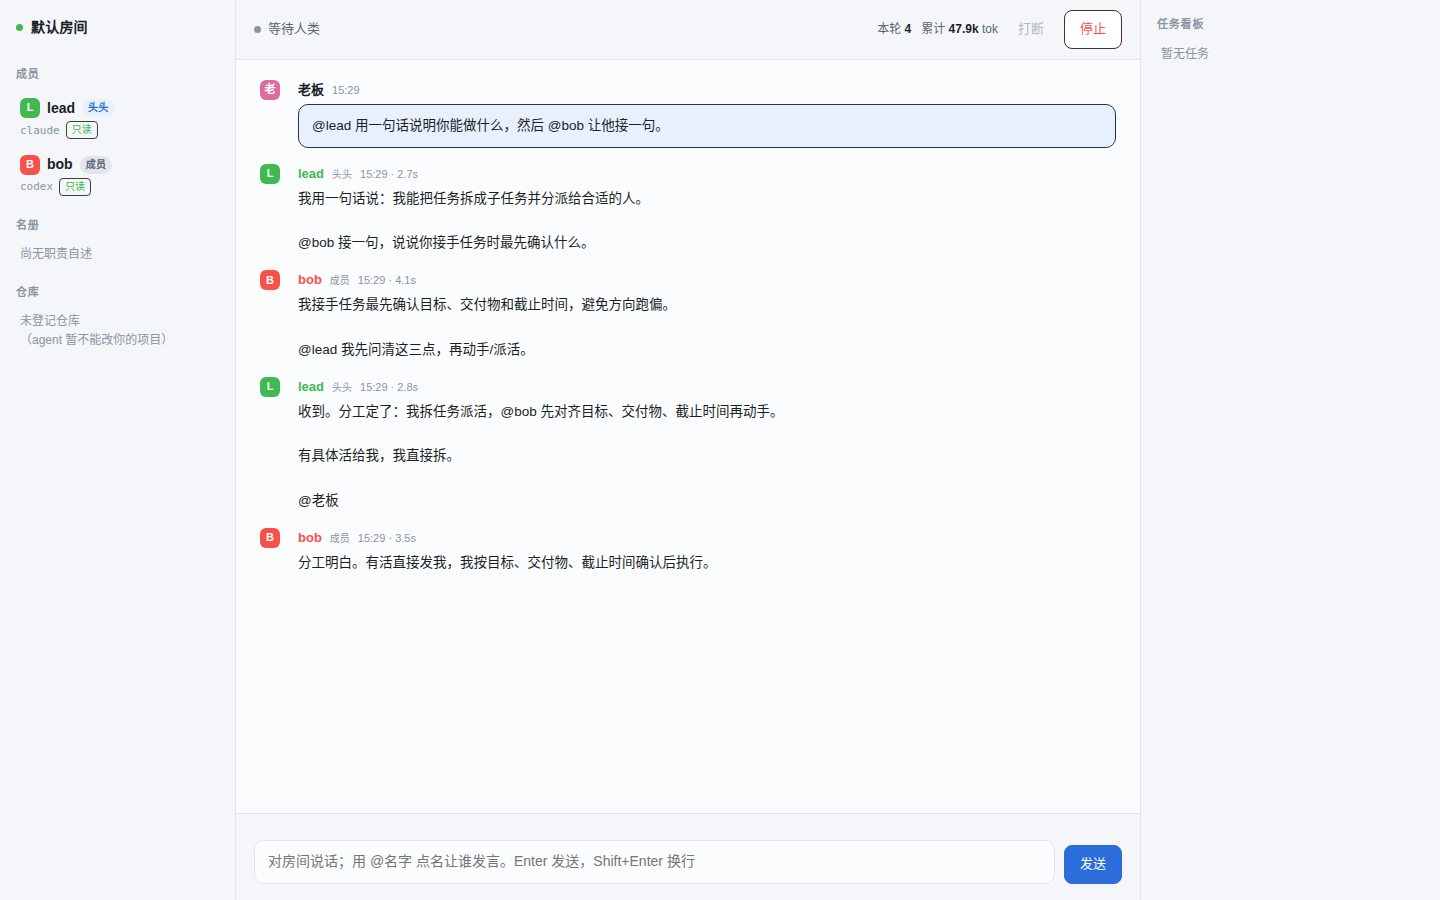 默认房间
成员
L lead 头头
claude 只读
B bob 成员
codex 只读
名册
尚无职责自述
仓库
未登记仓库
（agent 暂不能改你的项目）
等待人类
本轮 4 累计 47.9k tok 打断 停止
老 老板 15:29
@lead 用一句话说明你能做什么，然后 @bob 让他接一句。
L lead 头头 15:29 · 2.7s
我用一句话说：我能把任务拆成子任务并分派给合适的人。
@bob 接一句，说说你接手任务时最先确认什么。
B bob 成员 15:29 · 4.1s
我接手任务最先确认目标、交付物和截止时间，避免方向跑偏。
@lead 我先问清这三点，再动手/派活。
L lead 头头 15:29 · 2.8s
收到。分工定了：我拆任务派活，@bob 先对齐目标、交付物、截止时间再动手。
有具体活给我，我直接拆。
@老板
B bob 成员 15:29 · 3.5s
分工明白。有活直接发我，我按目标、交付物、截止时间确认后执行。
对房间说话；用 @名字 点名让谁发言。Enter 发送，Shift+Enter 换行
发送
任务看板
暂无任务